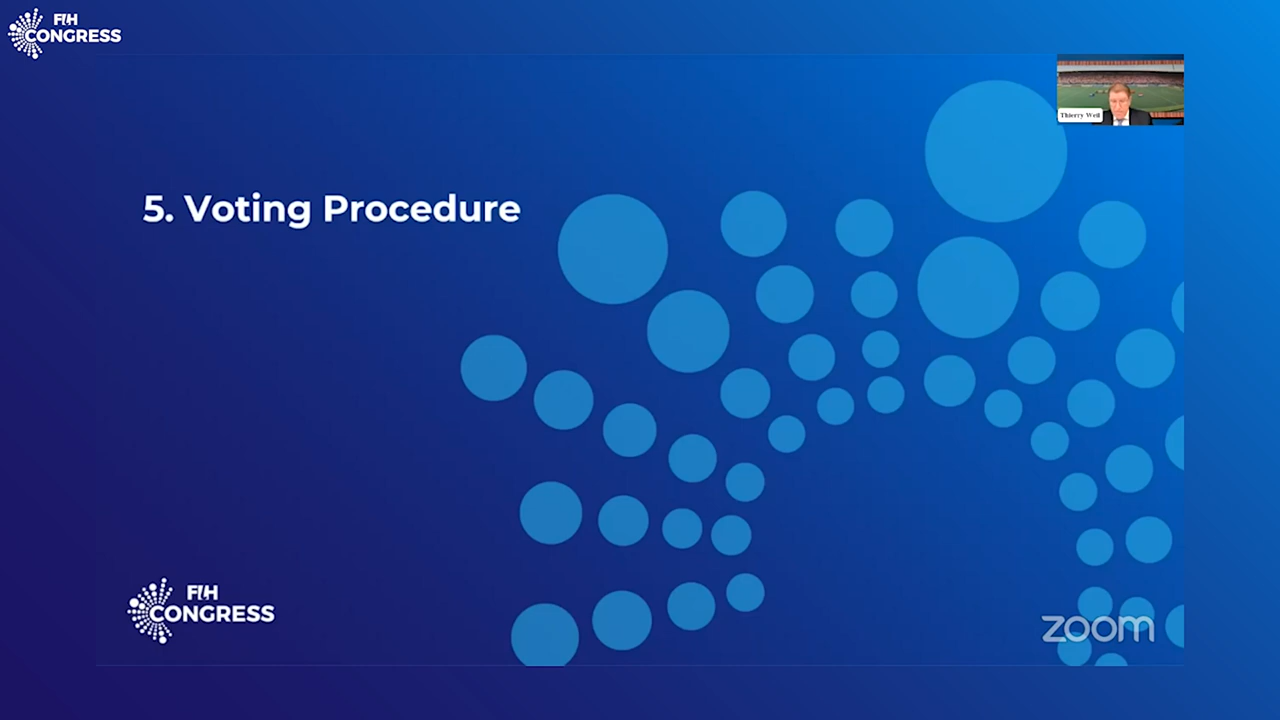 FIH
CONGRESS
Thierry Weil
5. Voting Procedure
FIH
CONGRESS
zoom